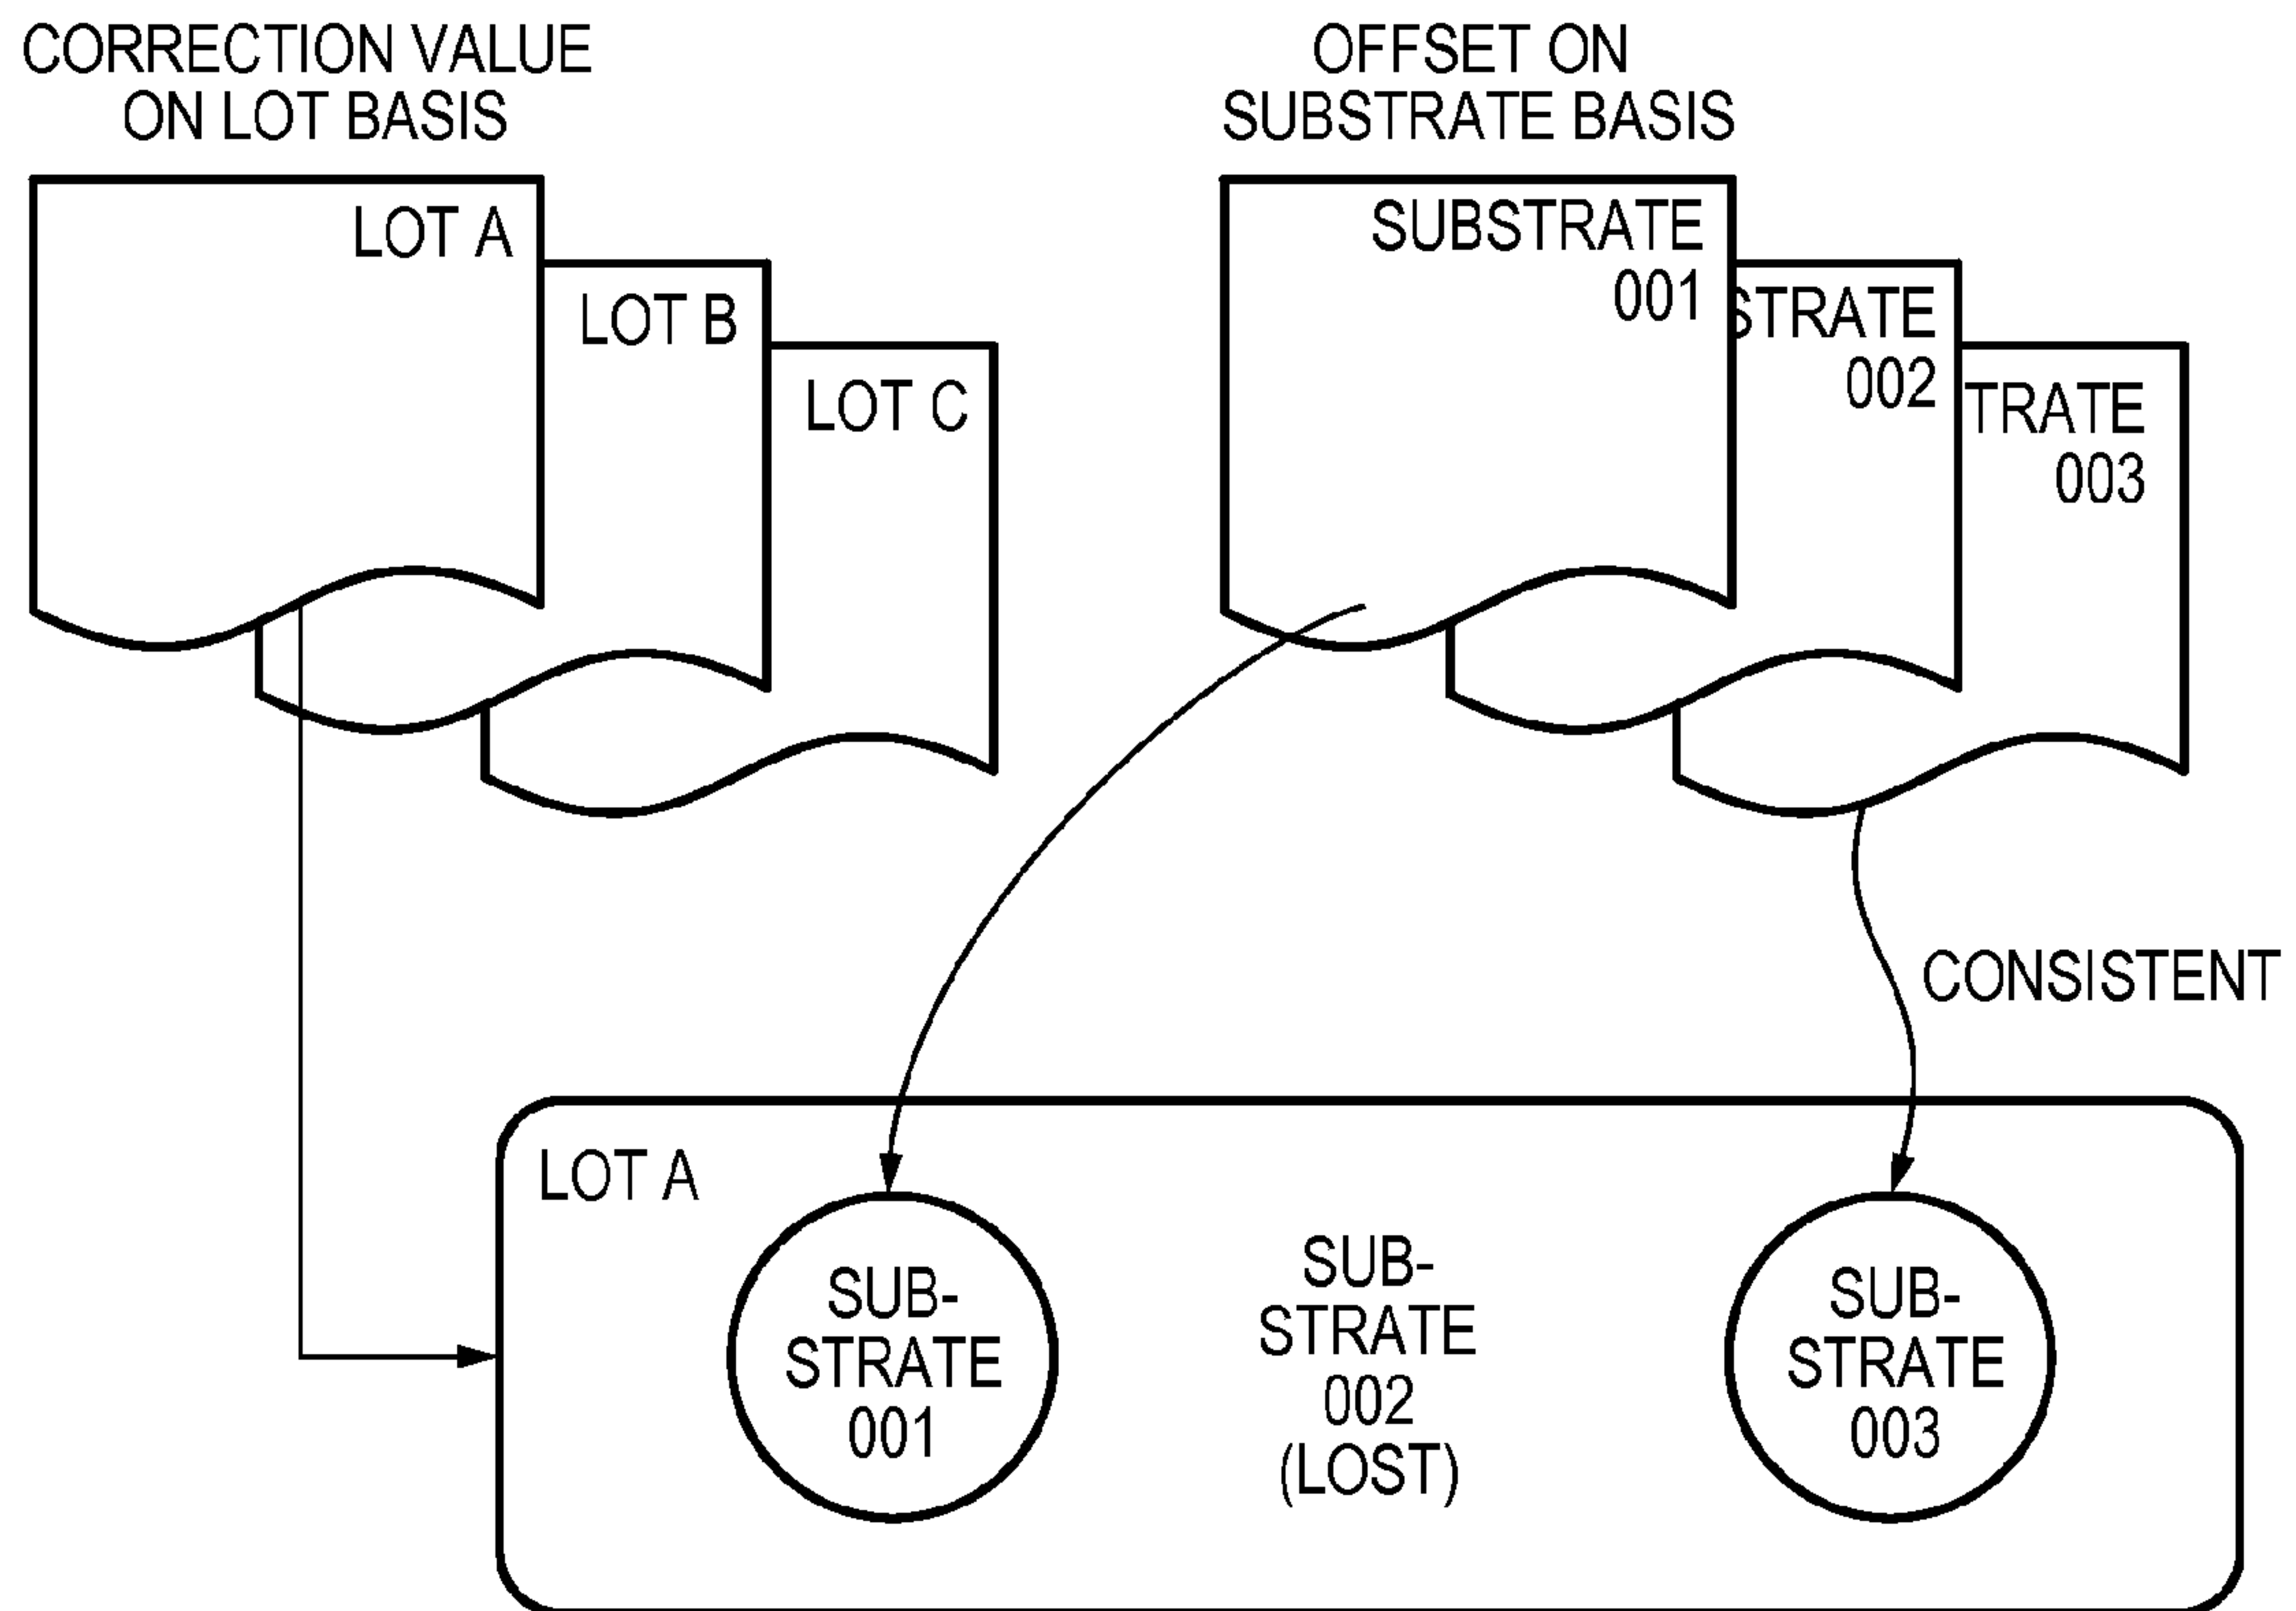 CORRECTION VALUE
ON LOT BASIS
OFFSET ON
SUBSTRATE BASIS
LOT A
LOT B
LOT C
SUBSTRATE
001
STRATE
002
TRATE
003
CONSISTENT
LOT A
SUB-
STRATE
001
SUB-
STRATE
002
(LOST)
SUB-
STRATE
003